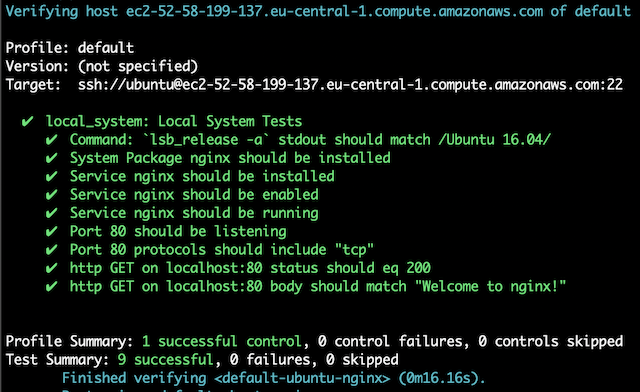 Verifying host ec2-52-58-199-137.eu-central-1.compute.amazonaws.com of default
Profile: default
Version: (not specified)
Target:  ssh://ubuntu@ec2-52-58-199-137.eu-central-1.compute.amazonaws.com:22
✔ local_system: Local System Tests
✔ Command: `lsb_release -a` stdout should match /Ubuntu 16.04/
✔ System Package nginx should be installed
✔ Service nginx should be installed
✔ Service nginx should be enabled
✔ Service nginx should be running
✔ Port 80 should be listening
✔ Port 80 protocols should include "tcp"
✔ http GET on localhost:80 status should eq 200
✔ http GET on localhost:80 body should match "Welcome to nginx!"
Profile Summary: 1 successful control, 0 control failures, 0 controls skipped
Test Summary: 9 successful, 0 failures, 0 skipped
Finished verifying <default-ubuntu-nginx> (0m16.16s).